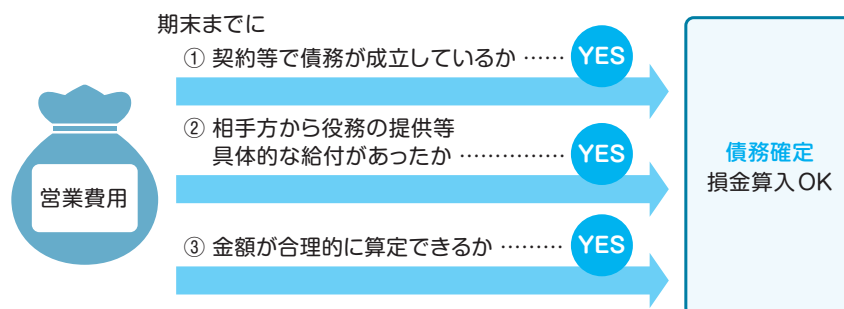 期末までに
① 契約等で債務が成立しているか …… YES
② 相手方から役務の提供等
具体的な給付があったか …………… YES
営業費用
③ 金額が合理的に算定できるか ……… YES
債務確定
損金算入OK